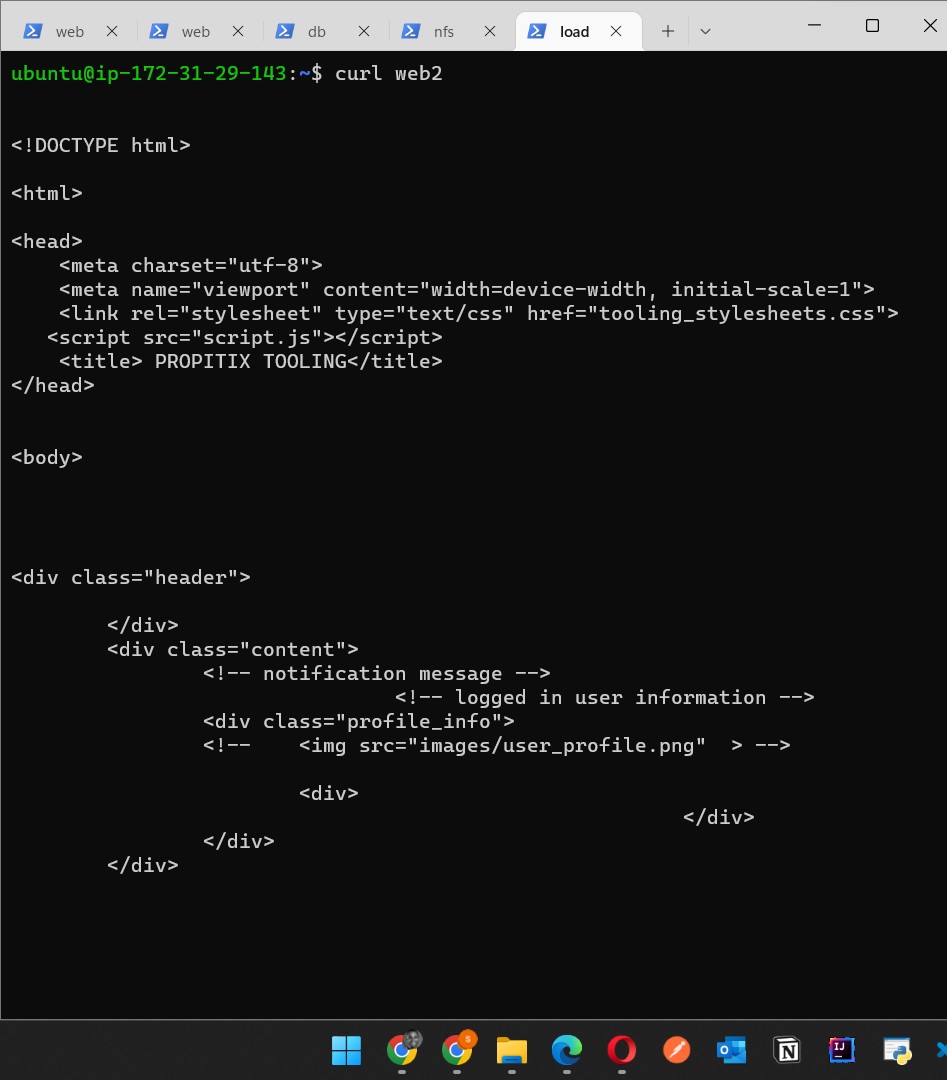 web web db nfs load
ubuntu@ip-172-31-29-143:~$ curl web2
<!DOCTYPE html>
<html>
<head>
    <meta charset="utf-8">
    <meta name="viewport" content="width=device-width, initial-scale=1">
    <link rel="stylesheet" type="text/css" href="tooling_stylesheets.css">
   <script src="script.js"></script>
    <title> PROPITIX TOOLING</title>
</head>
<body>
<div class="header">
        </div>
        <div class="content">
                <!-- notification message -->
                                <!-- logged in user information -->
                <div class="profile_info">
                <!--    <img src="images/user_profile.png"  > -->
                        <div>
                                                        </div>
                </div>
        </div>